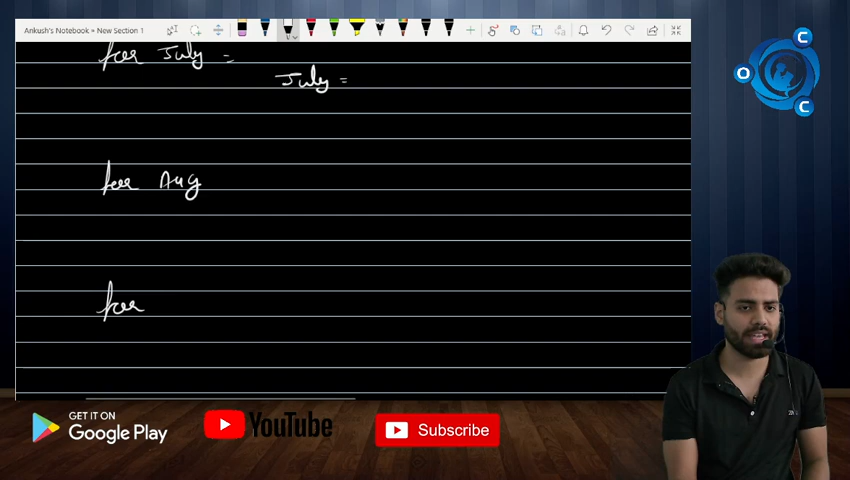 Ankush's Notebook » New Section 1
for July =
July =
for Aug
for
C
O
C
GET IT ON
Google Play
YOUTUBE
Subscribe